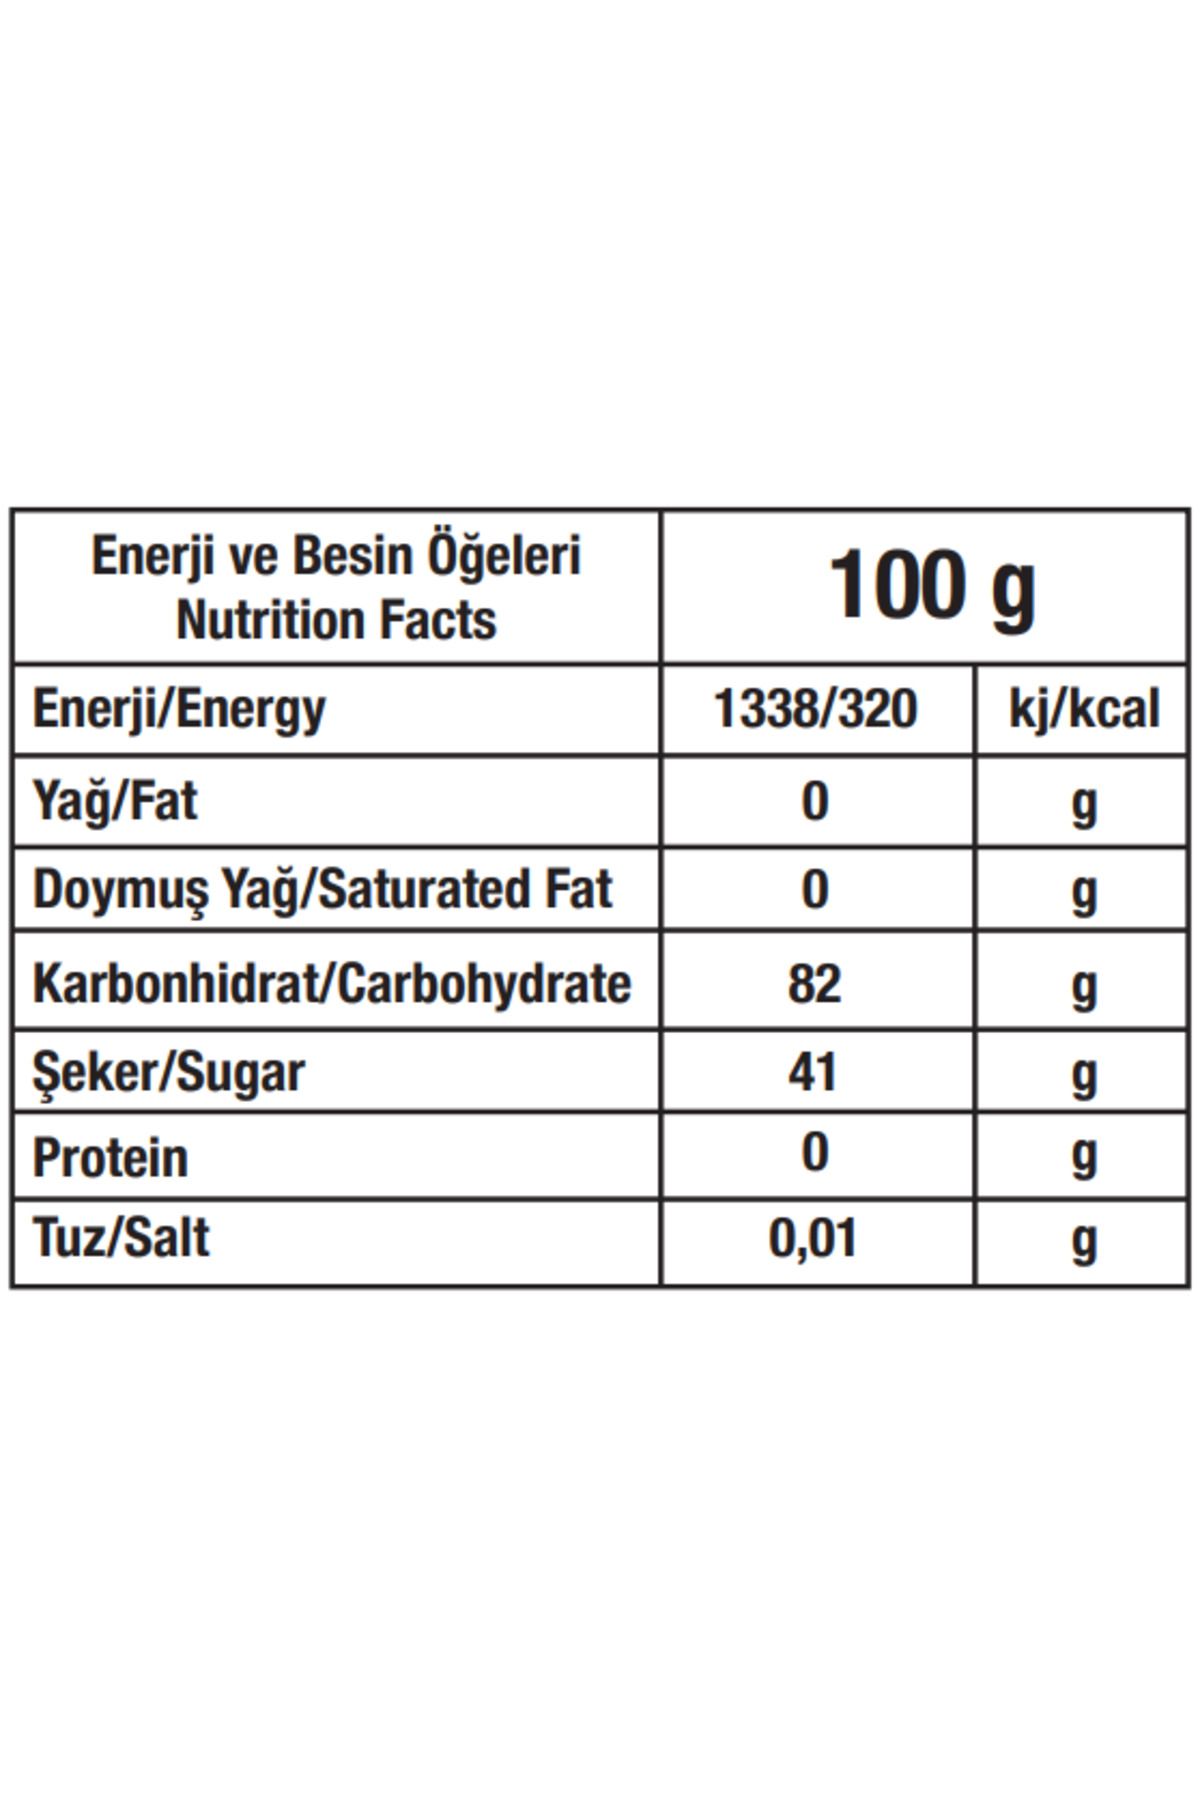 Enerji ve Besin Öğeleri
Nutrition Facts
100 g
Enerji/Energy 1338/320 kj/kcal
Yağ/Fat 0 g
Doymuş Yağ/Saturated Fat 0 g
Karbonhidrat/Carbohydrate 82 g
Şeker/Sugar 41 g
Protein 0 g
Tuz/Salt 0,01 g